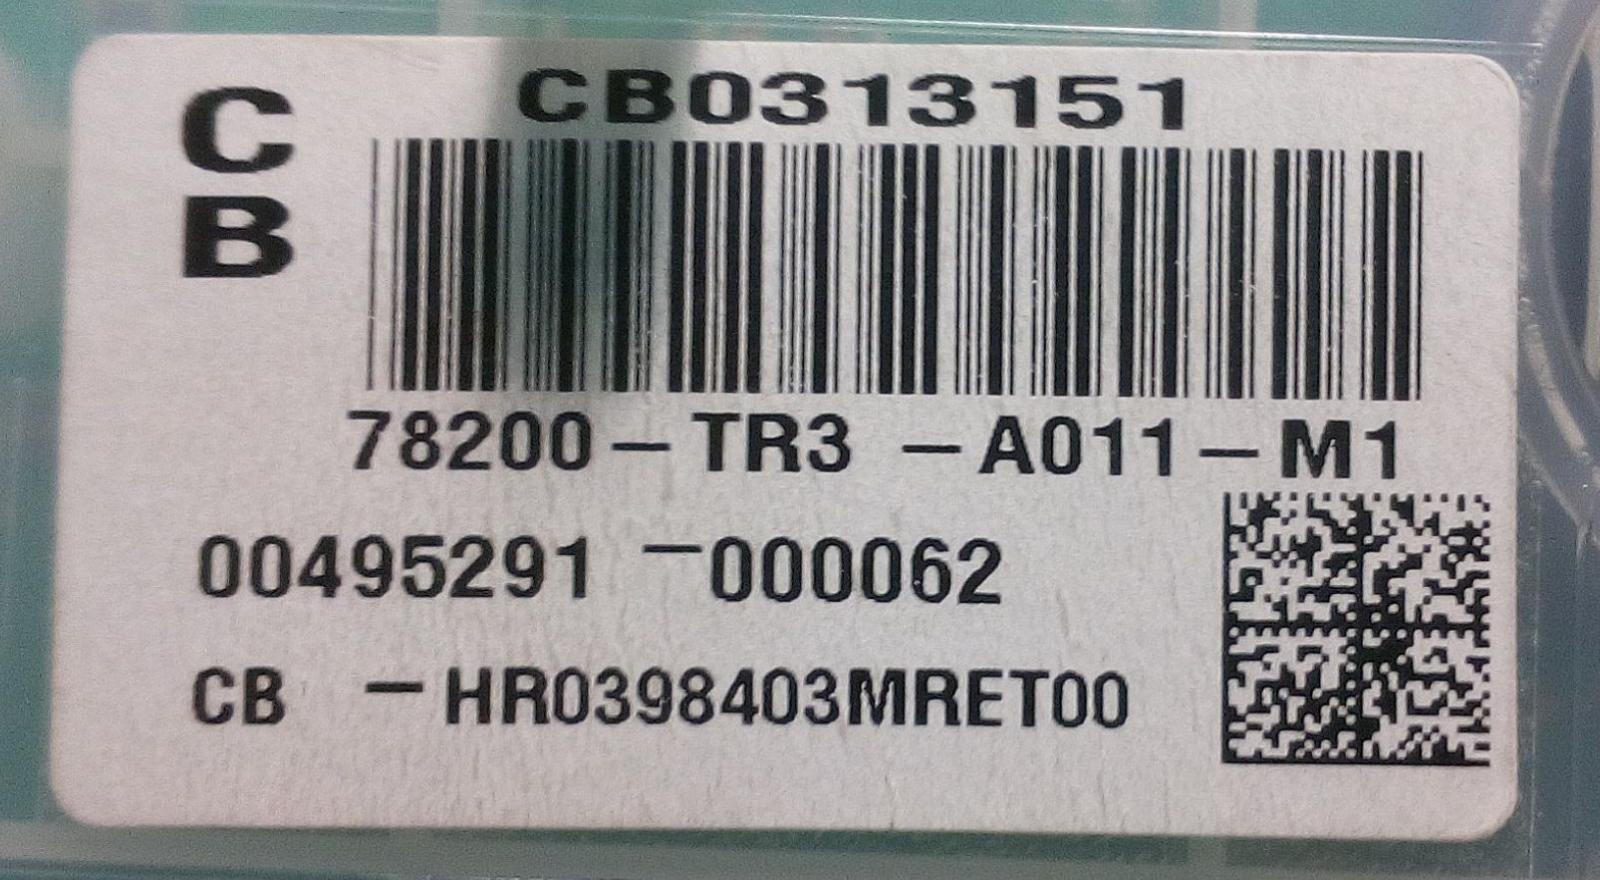 C
B
CB0313151
78200-TR3 -A011-M1
00495291 -000062
CB -HR0398403MRET00